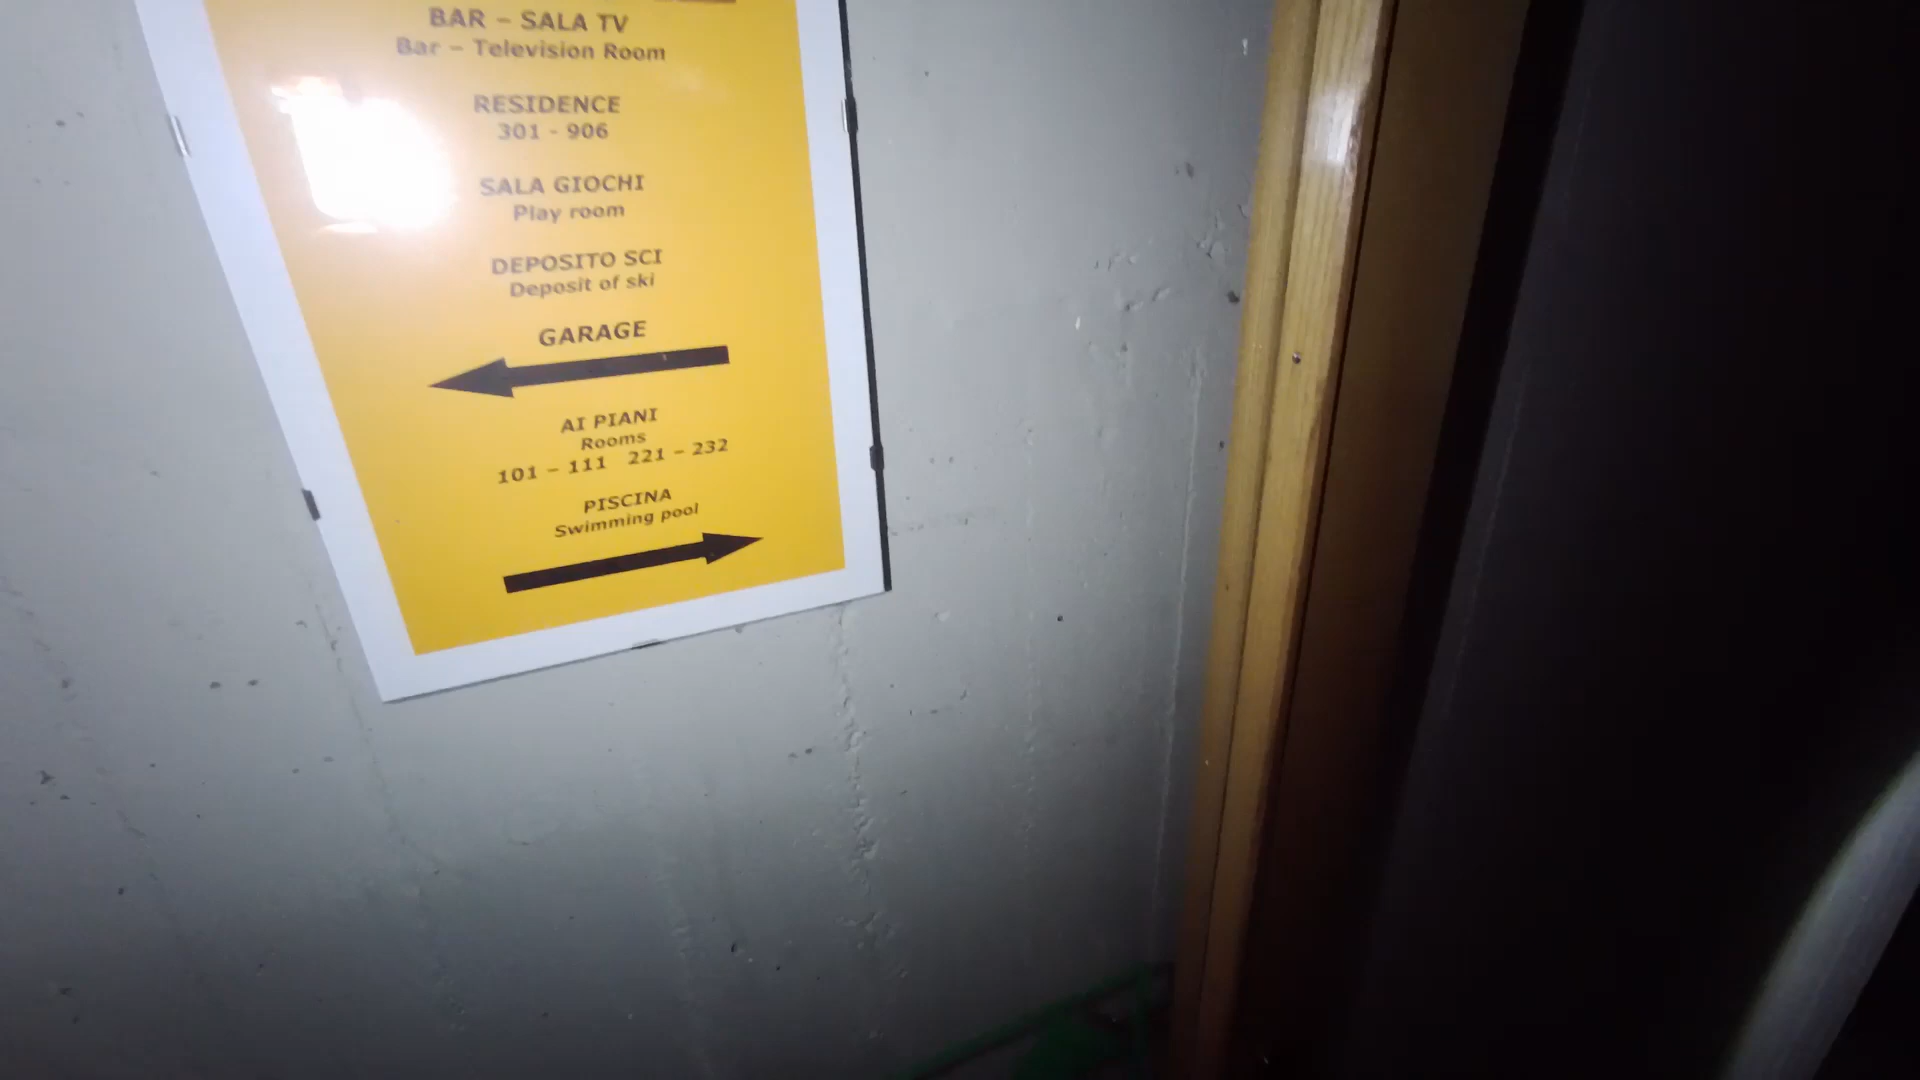 BAR – SALA TV
Bar – Television Room
RESIDENCE
301 - 906
SALA GIOCHI
Play room
DEPOSITO SCI
Deposit of ski
GARAGE
AI PIANI
Rooms
101 – 111 221 – 232
PISCINA
Swimming pool